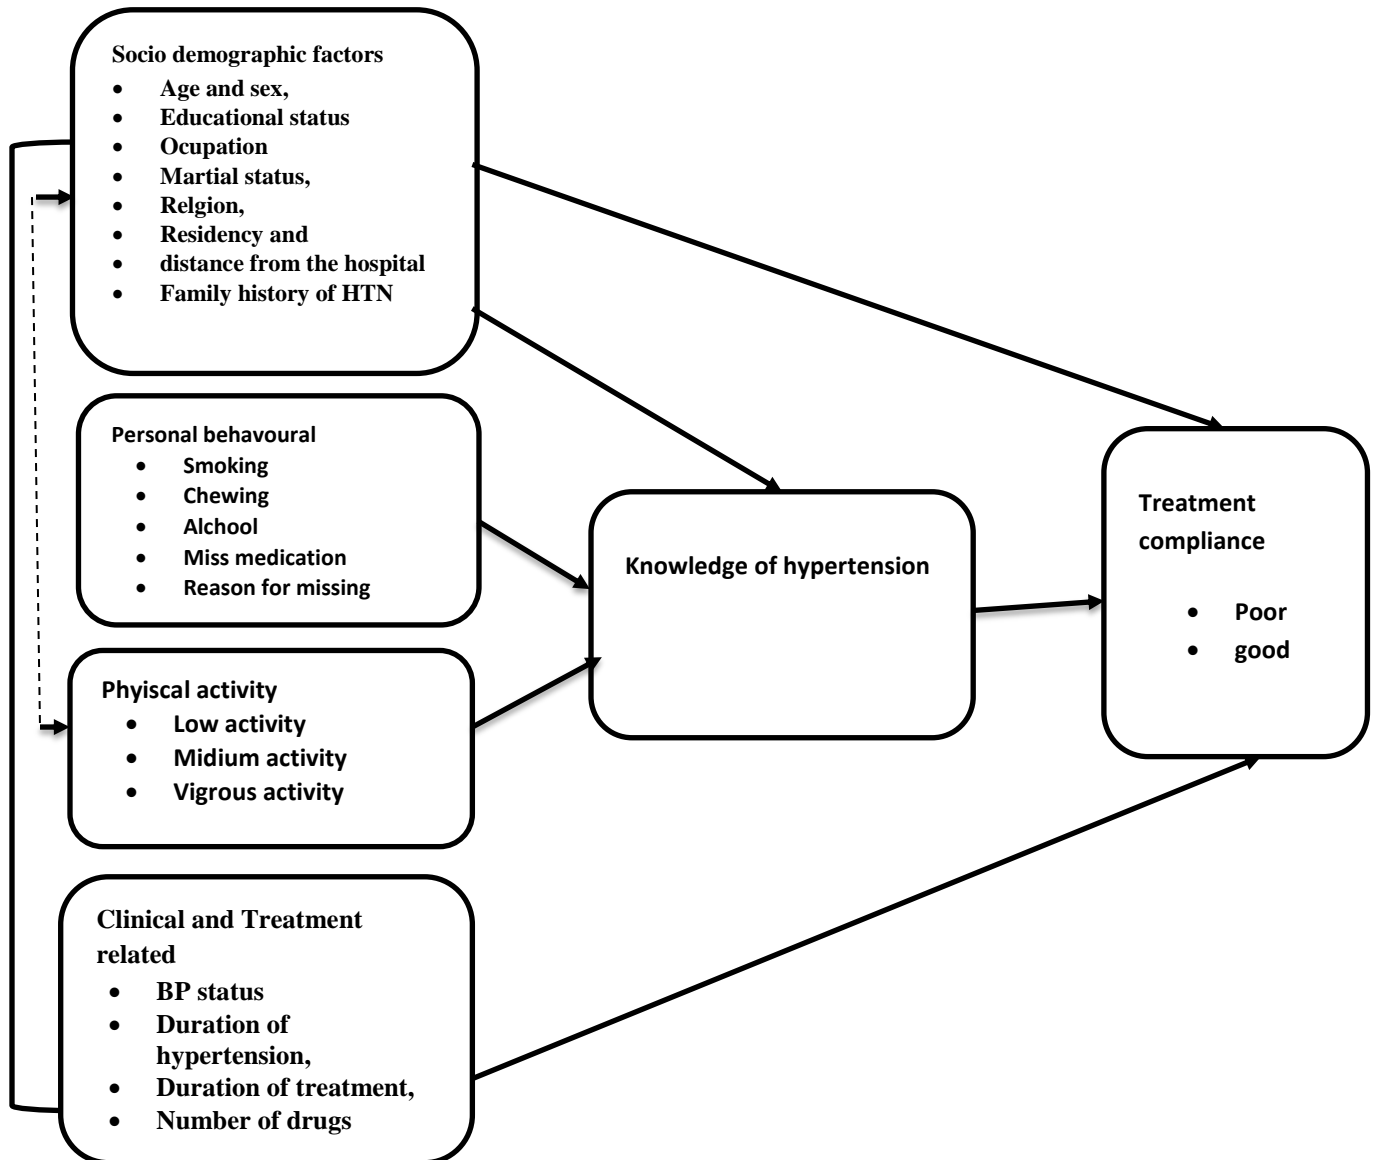 Socio demographic factors
• Age and sex,
• Educational status
• Ocupation
• Martial status,
• Relgion,
• Residency and
• distance from the hospital
• Family history of HTN
Personal behavoural
• Smoking
• Chewing
• Alchool
• Miss medication
• Reason for missing
Phyiscal activity
• Low activity
• Midium activity
• Vigrous activity
Clinical and Treatment
related
• BP status
• Duration of
hypertension,
• Duration of treatment,
• Number of drugs
Knowledge of hypertension
Treatment
compliance
• Poor
• good